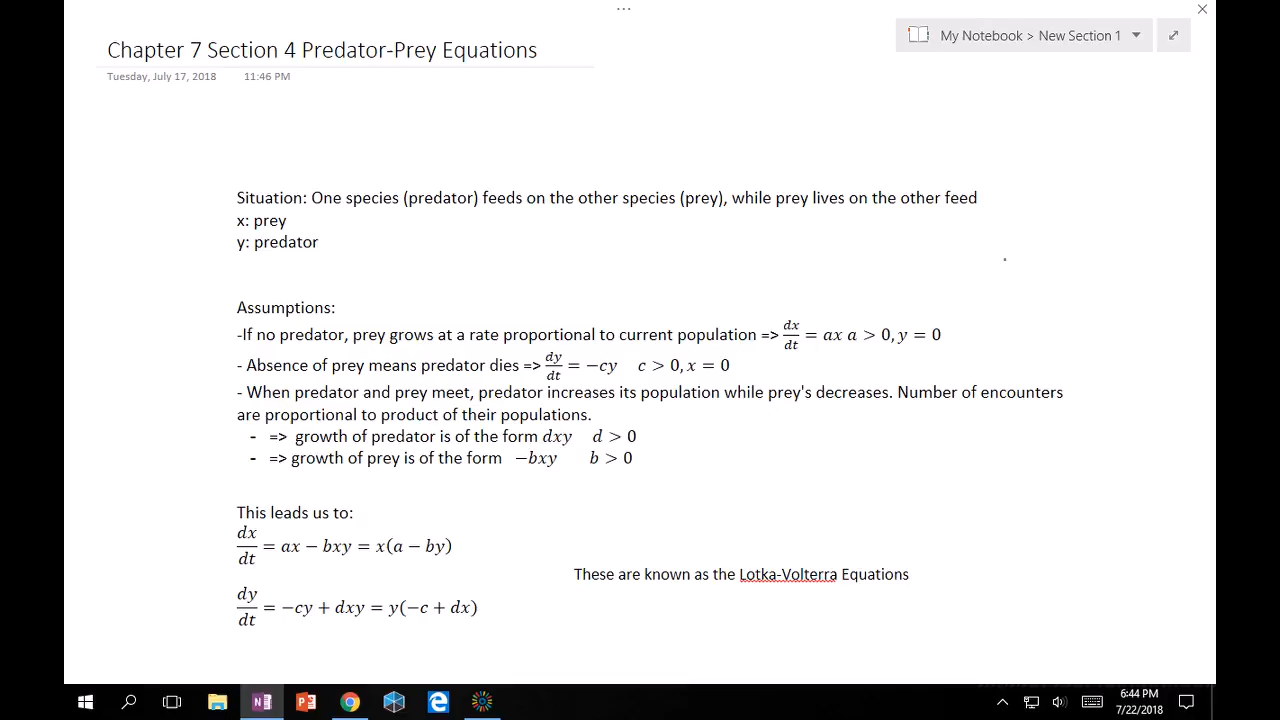 Chapter 7 Section 4 Predator-Prey Equations
My Notebook > New Section 1
Tuesday, July 17, 2018 11:46 PM
Situation: One species (predator) feeds on the other species (prey), while prey lives on the other feed
x: prey
y: predator
Assumptions:
-If no predator, prey grows at a rate proportional to current population => dx/dt = ax a > 0, y = 0
- Absence of prey means predator dies => dy/dt = −cy c > 0, x = 0
- When predator and prey meet, predator increases its population while prey's decreases. Number of encounters
are proportional to product of their populations.
- => growth of predator is of the form dxy d > 0
- => growth of prey is of the form −bxy b > 0
This leads us to:
dx/dt = ax − bxy = x(a − by)
These are known as the Lotka-Volterra Equations
dy/dt = −cy + dxy = y(−c + dx)
6:44 PM
7/22/2018